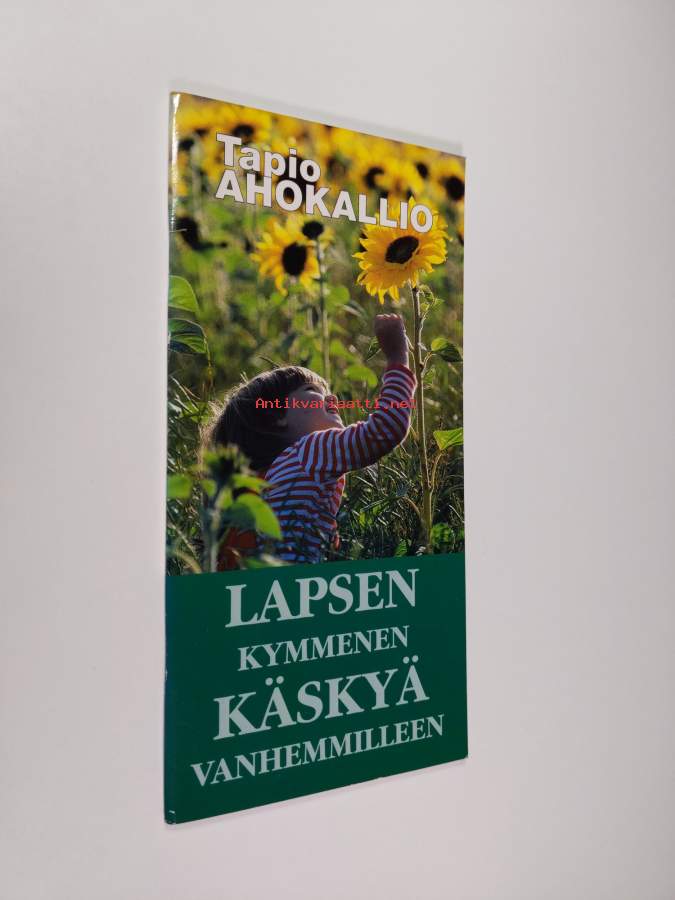 Tapio
AHOKALLIO
Antikvariaatti.net
LAPSEN
KYMMENEN
KÄSKYÄ
VANHEMMILLEEN